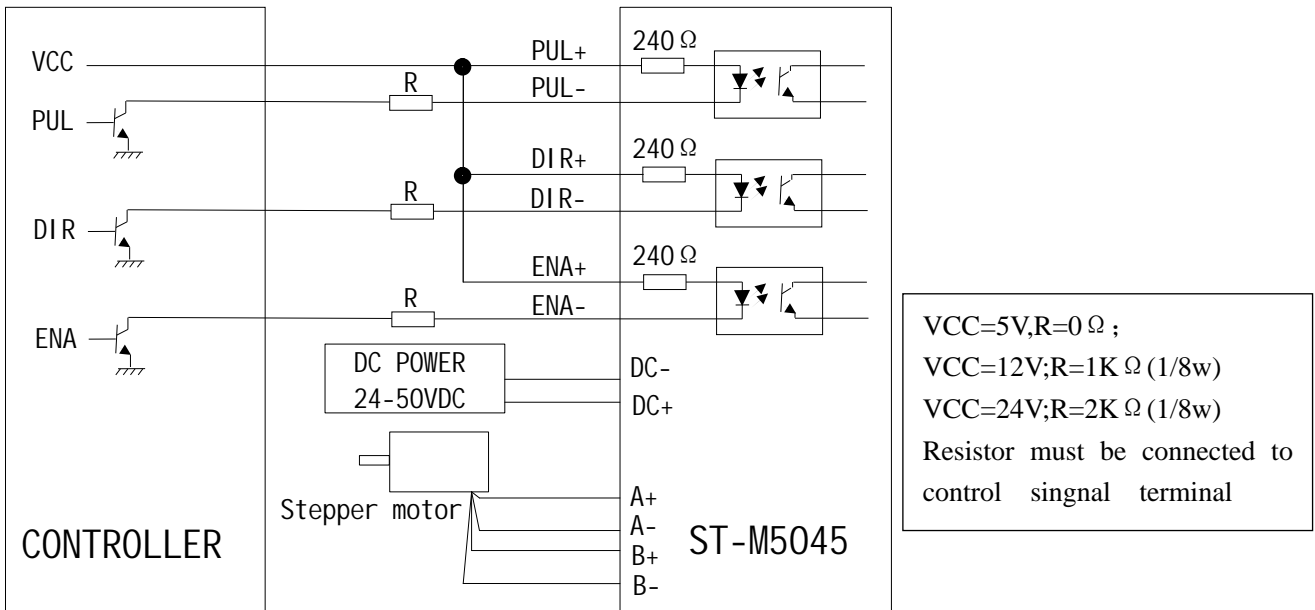 VCC
PUL
DIR
ENA
CONTROLLER
R
R
R
PUL+
PUL-
DIR+
DIR-
ENA+
ENA-
DC POWER
24-50VDC
Stepper motor
240Ω
240Ω
240Ω
DC-
DC+
A+
A-
B+
B-
ST-M5045
VCC=5V,R=0Ω;
VCC=12V;R=1KΩ(1/8w)
VCC=24V;R=2KΩ(1/8w)
Resistor must be connected to
control singnal terminal